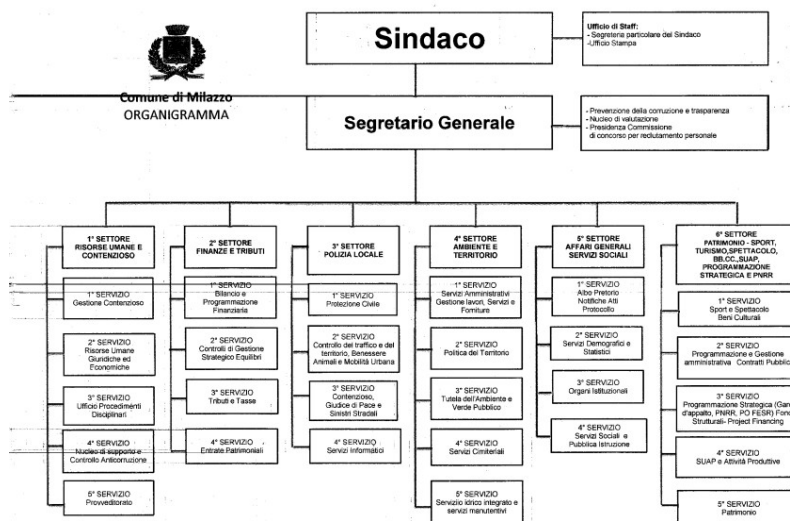 Sindaco
Ufficio di Staff:
- Segreteria particolare del Sindaco
-Ufficio Stampa
Comune di Milazzo
ORGANIGRAMMA
Segretario Generale
- Prevenzione della corruzione e trasparenza
- Nucleo di valutazione
- Presidenza Commissione
di concorso per reclutamento personale
1° SETTORE
RISORSE UMANE E
CONTENZIOSO
1° SERVIZIO
Gestione Contenzioso
2° SERVIZIO
Risorse Umane
Giuridiche ed
Economiche
3° SERVIZIO
Ufficio Procedimenti
Disciplinari
4° SERVIZIO
Nucleo di supporto e
Controllo Anticorruzione
5° SERVIZIO
Provveditorato
2° SETTORE
FINANZE E TRIBUTI
1° SERVIZIO
Bilancio e
Programmazione
Finanziaria
2° SERVIZIO
Controlli di Gestione
Strategico Equilibri
3° SERVIZIO
Tributi e Tasse
4° SERVIZIO
Entrate Patrimoniali
3° SETTORE
POLIZIA LOCALE
1° SERVIZIO
Protezione Civile
2° SERVIZIO
Controllo del traffico e del
territorio, Benessere
Animali e Mobilità Urbana
3° SERVIZIO
Contenzioso,
Giudice di Pace e
Sinistri Stradali
4° SERVIZIO
Servizi Informatici
4° SETTORE
AMBIENTE E
TERRITORIO
1° SERVIZIO
Servizi Amministrativi
Gestione lavori, Servizi e
Forniture
2° SERVIZIO
Politica del Territorio
3° SERVIZIO
Tutela dell'Ambiente e
Verde Pubblico
4° SERVIZIO
Servizi Cimiteriali
5° SERVIZIO
Serviziio idrico integrato e
servizi manutentivi
5° SETTORE
AFFARI GENERALI
SERVIZI SOCIALI
1° SERVIZIO
Albo Pretorio
Notifiche Atti
Protocollo
2° SERVIZIO
Servizi Demografici e
Statistici
3° SERVIZIO
Organi Istituzionali
4° SERVIZIO
Servizi Sociali e
Pubblica Istruzione
6° SETTORE
PATRIMONIO - SPORT,
TURISMO,SPETTACOLO,
BB.CC.,SUAP,
PROGRAMMAZIONE
STRATEGICA E PNRR
1° SERVIZIO
Sport e Spettacolo
Beni Culturali
2° SERVIZIO
Programmazione e Gestione
amministrativa Contratti Pubblic
3° SERVIZIO
Programmazione Strategica (Gare
d'appalto, PNRR, PO FESR) Fond
Strutturali- Project Financing
4° SERVIZIO
SUAP e Attività Produttive
5° SERVIZIO
Patrimonio